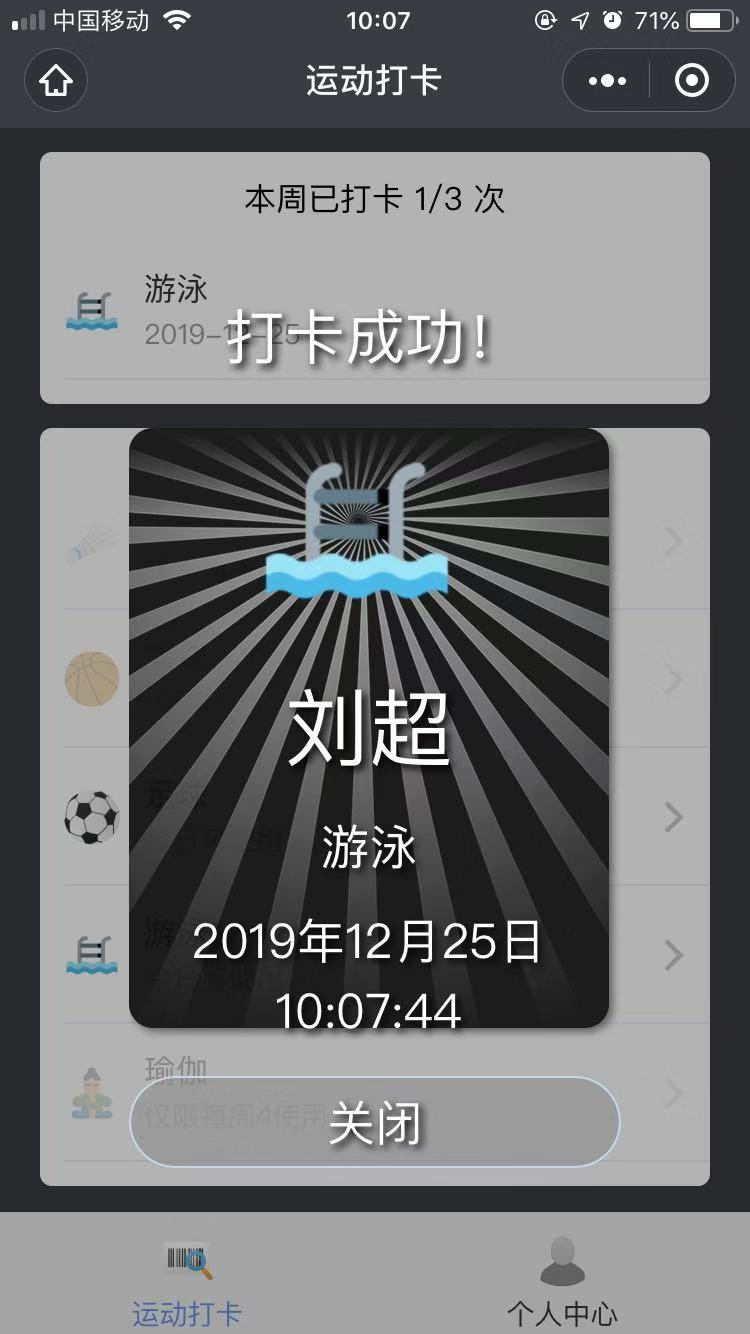 中国移动 10:07 71%
运动打卡
本周已打卡 1/3 次
游泳
打卡成功！
刘超
游泳
2019年12月25日
10:07:44
瑜伽
仅限每周4使用
关闭
运动打卡 个人中心